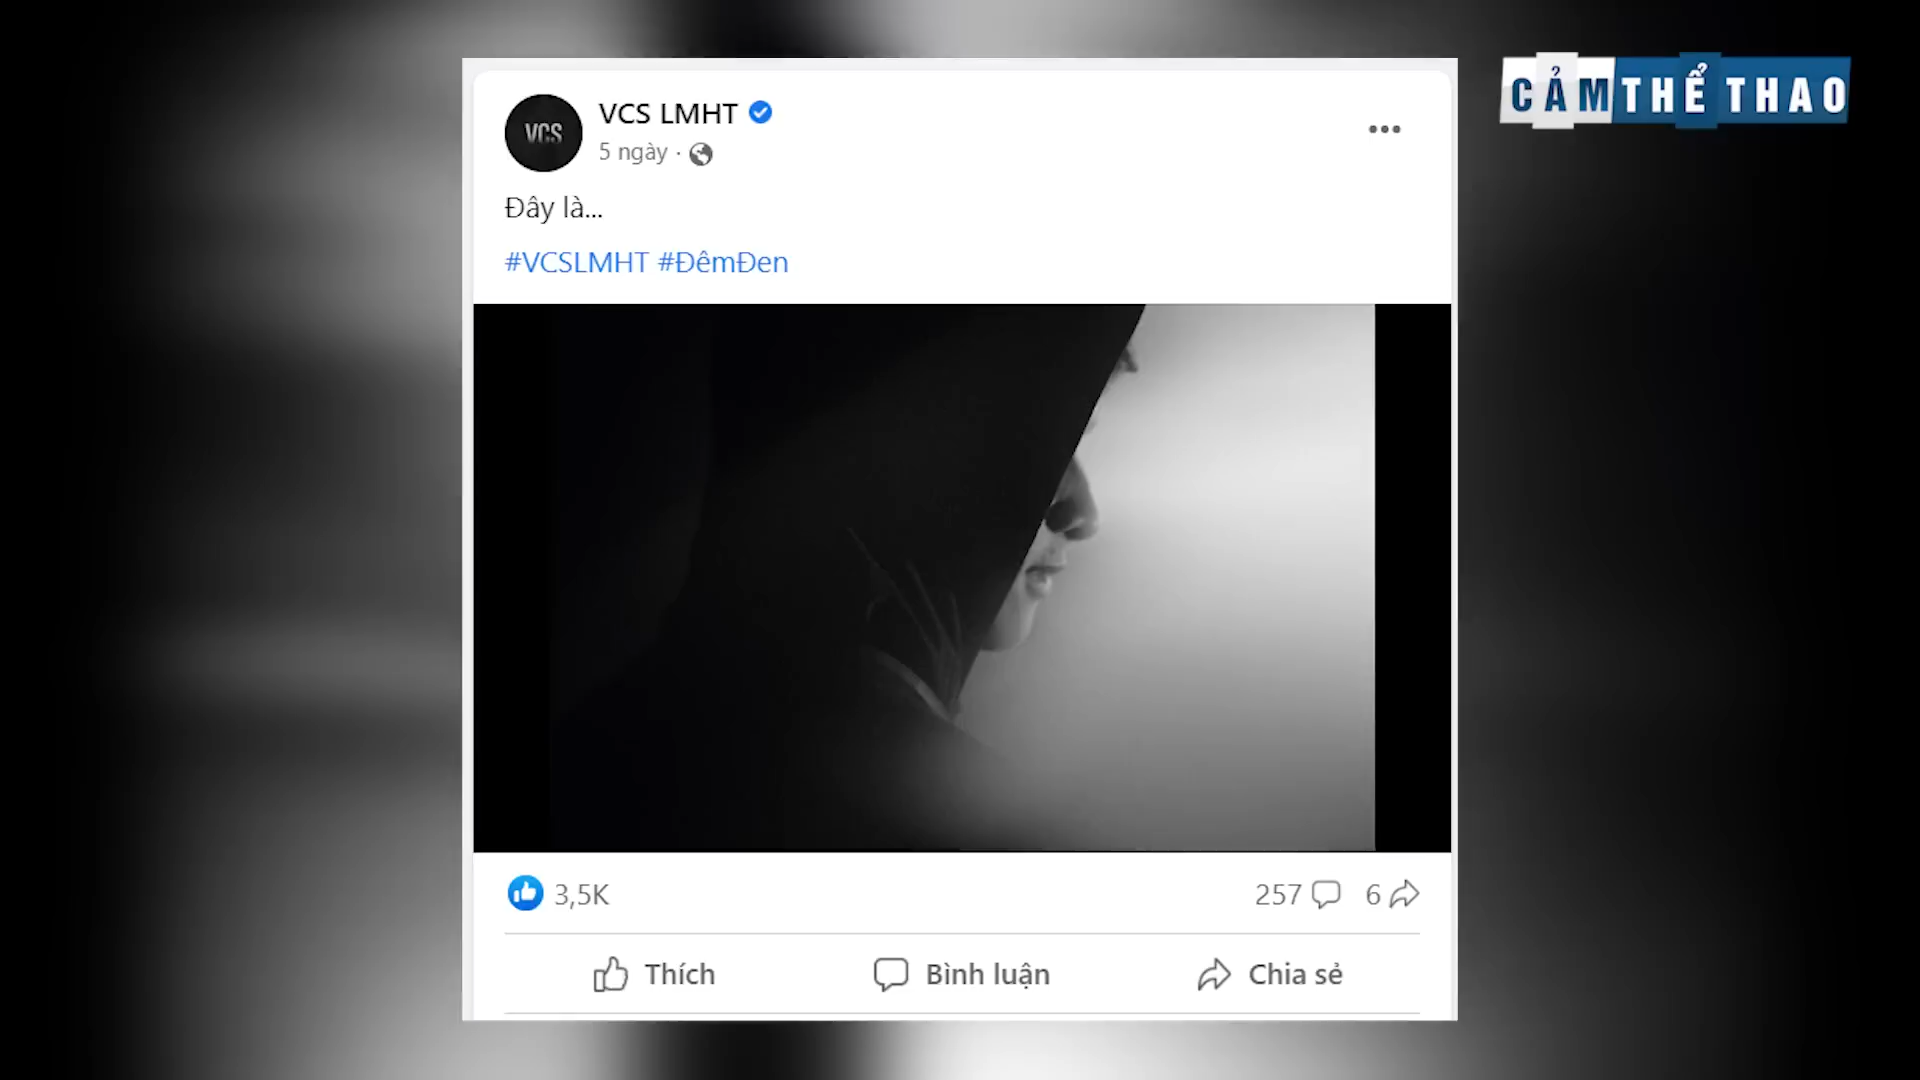 CẢM THỂ THAO
VCS
VCS LMHT
5 ngày ·
Đây là...
#VCSLMHT #ĐêmĐen
3,5K
257
6
Thích
Bình luận
Chia sẻ